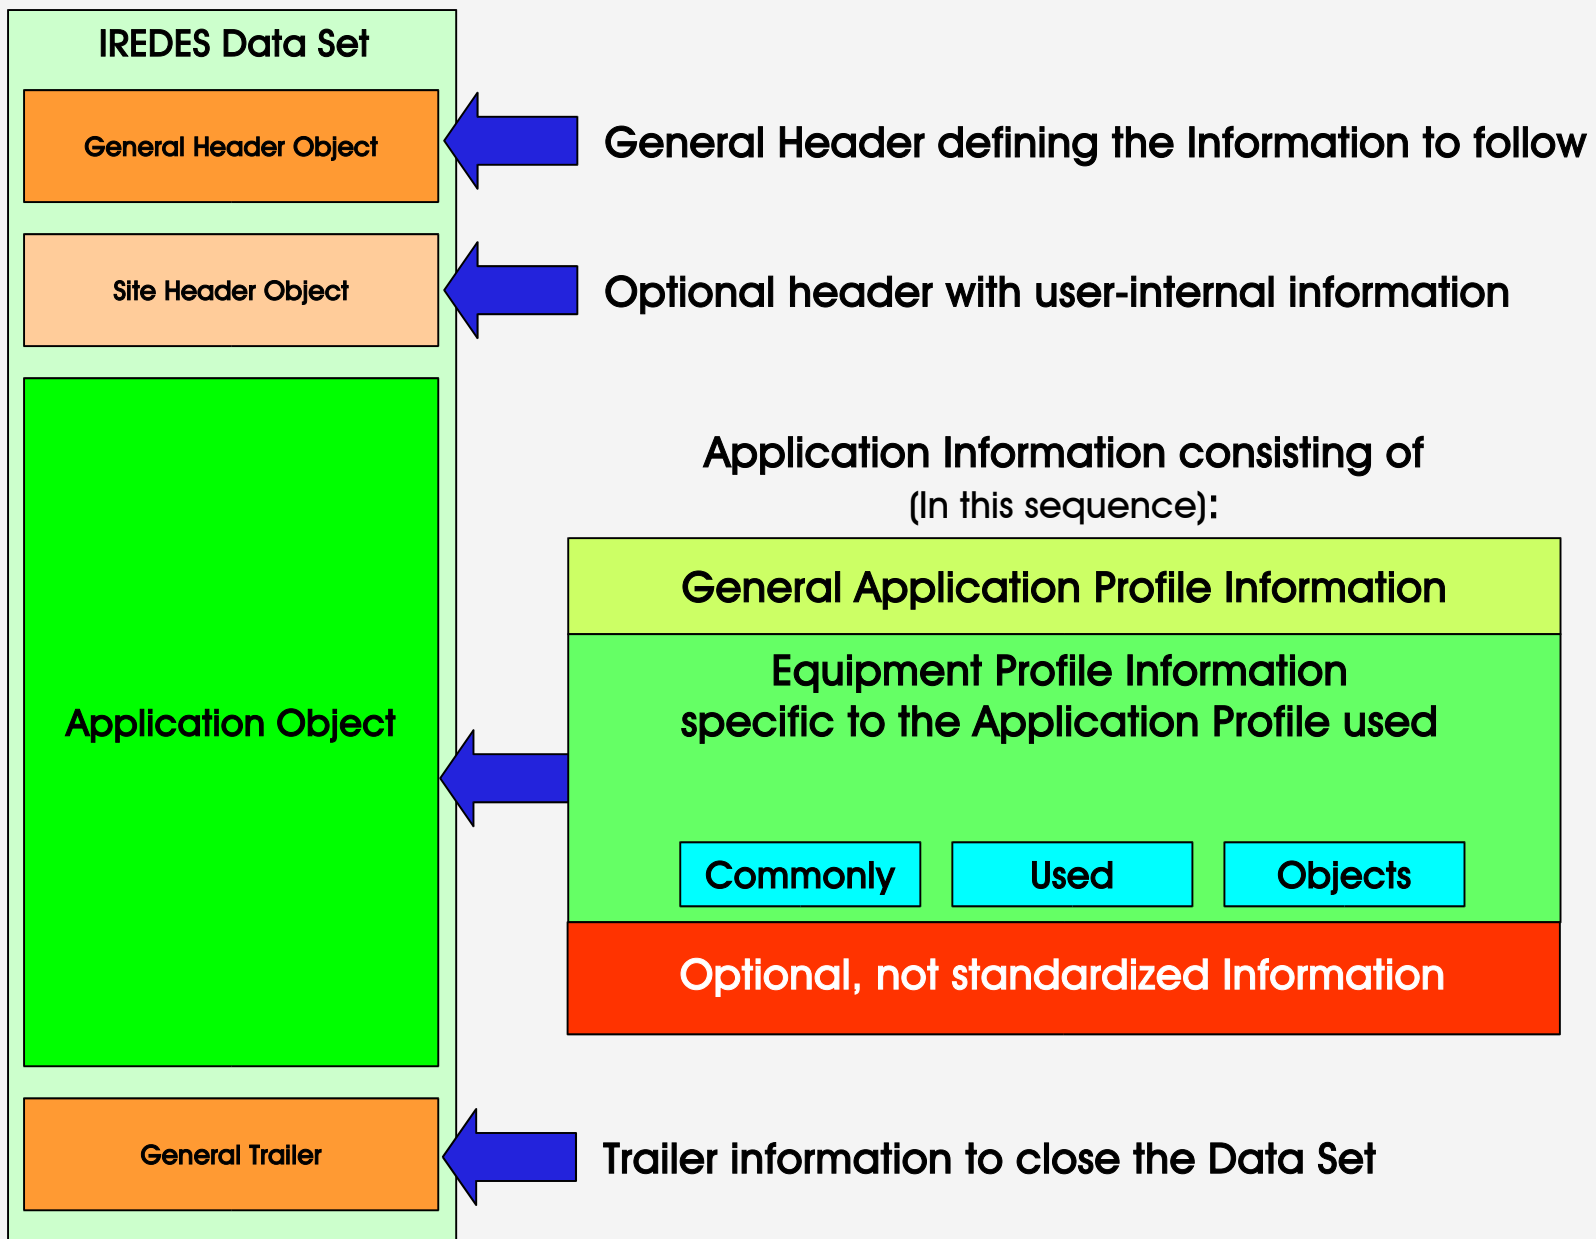 IREDES Data Set
General Header Object
General Header defining the Information to follow
Site Header Object
Optional header with user-internal information
Application Object
Application Information consisting of
(In this sequence):
General Application Profile Information
Equipment Profile Information
specific to the Application Profile used
Commonly
Used
Objects
Optional, not standardized Information
General Trailer
Trailer information to close the Data Set